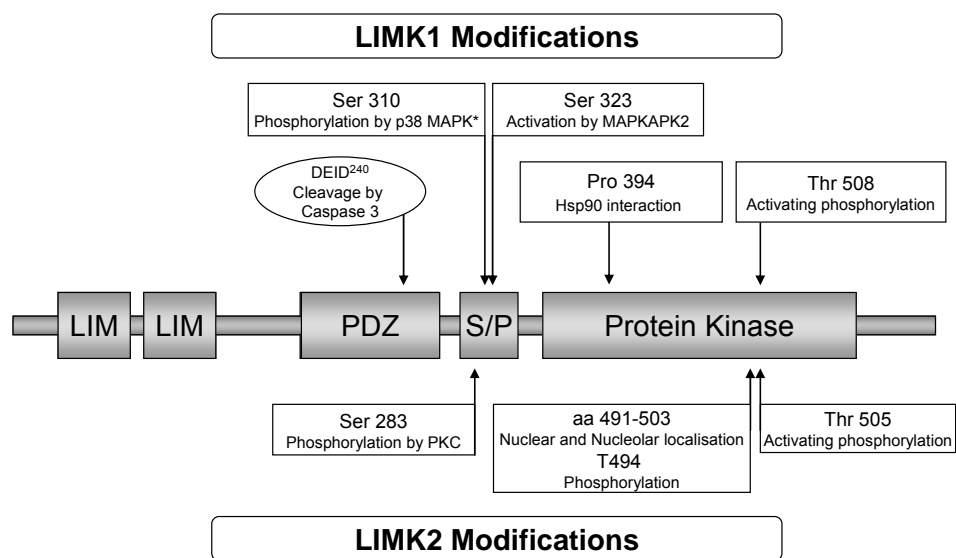 LIMK1 Modifications
Ser 310
Phosphorylation by p38 MAPK*
Ser 323
Activation by MAPKAPK2
DEID²⁴⁰
Cleavage by
Caspase 3
Pro 394
Hsp90 interaction
Thr 508
Activating phosphorylation
LIM
LIM
PDZ
S/P
Protein Kinase
Ser 283
Phosphorylation by PKC
aa 491-503
Nuclear and Nucleolar localisation
T494
Phosphorylation
Thr 505
Activating phosphorylation
LIMK2 Modifications